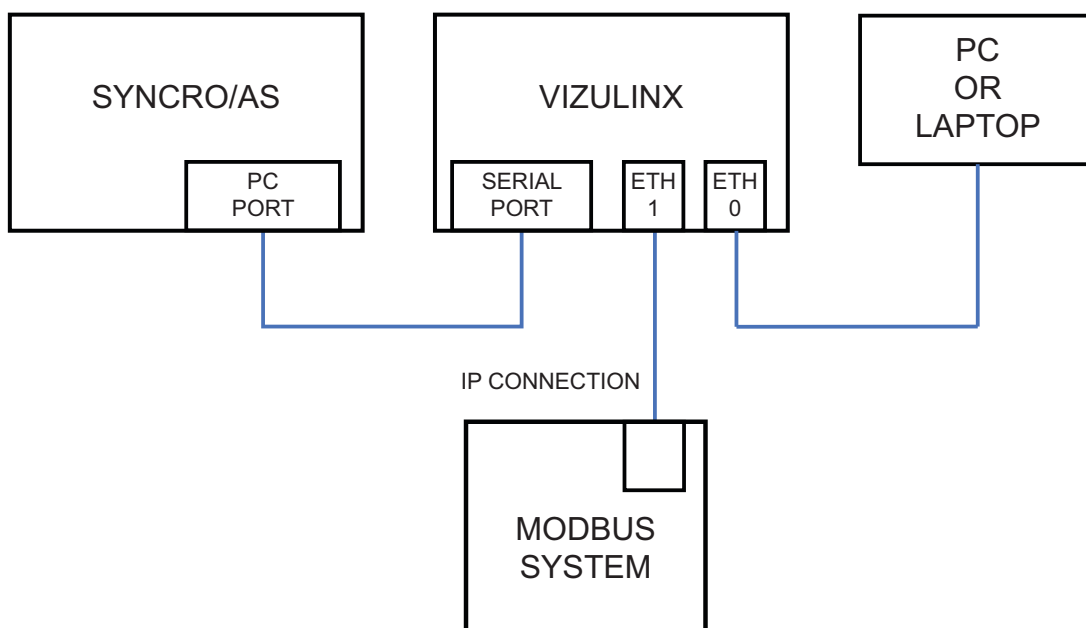 SYNCRO/AS
PC
PORT
VIZULINX
SERIAL
PORT
ETH
1
ETH
0
PC
OR
LAPTOP
IP CONNECTION
MODBUS
SYSTEM